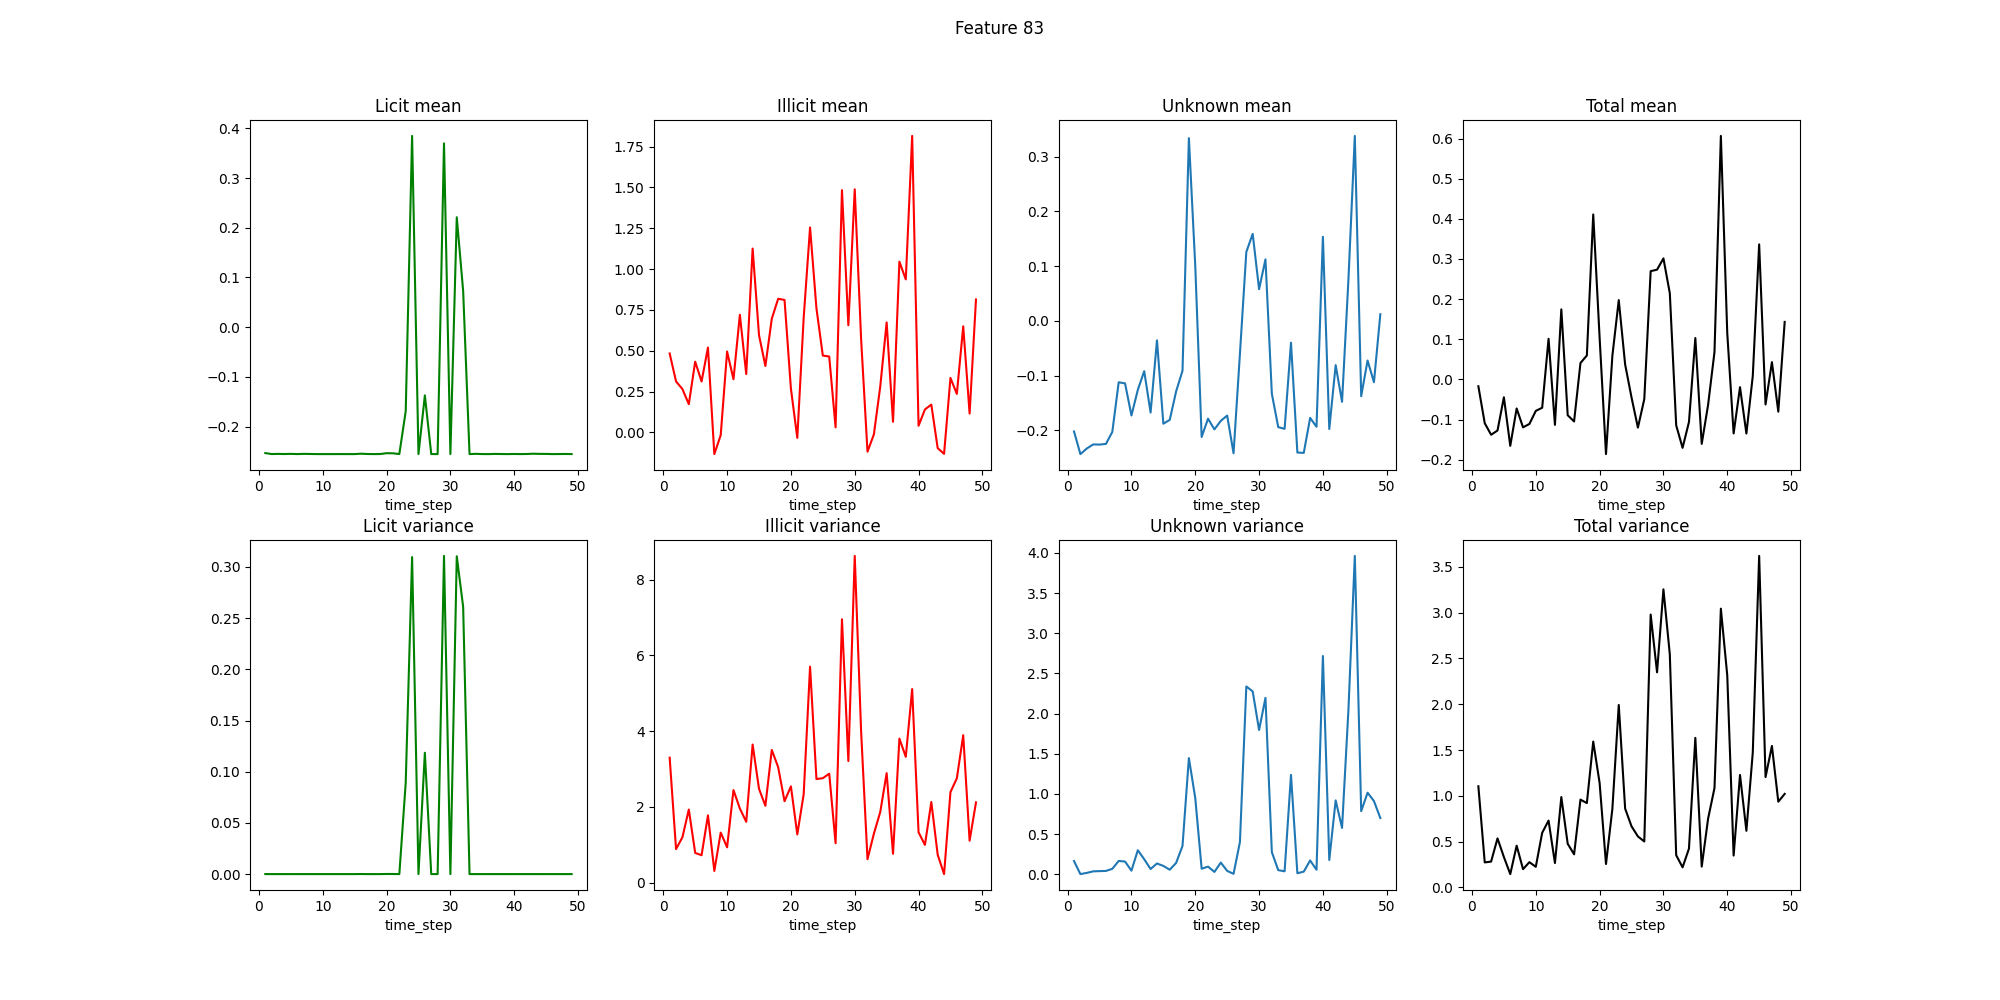 Feature 83
Licit mean
0.4
0.3
0.2
0.1
0.0
−0.1
−0.2
0 10 20 30 40 50
time_step
Illicit mean
1.75
1.50
1.25
1.00
0.75
0.50
0.25
0.00
0 10 20 30 40 50
time_step
Unknown mean
0.3
0.2
0.1
0.0
−0.1
−0.2
0 10 20 30 40 50
time_step
Total mean
0.6
0.5
0.4
0.3
0.2
0.1
0.0
−0.1
−0.2
0 10 20 30 40 50
time_step
Licit variance
0.30
0.25
0.20
0.15
0.10
0.05
0.00
0 10 20 30 40 50
time_step
Illicit variance
8
6
4
2
0
0 10 20 30 40 50
time_step
Unknown variance
4.0
3.5
3.0
2.5
2.0
1.5
1.0
0.5
0.0
0 10 20 30 40 50
time_step
Total variance
3.5
3.0
2.5
2.0
1.5
1.0
0.5
0.0
0 10 20 30 40 50
time_step